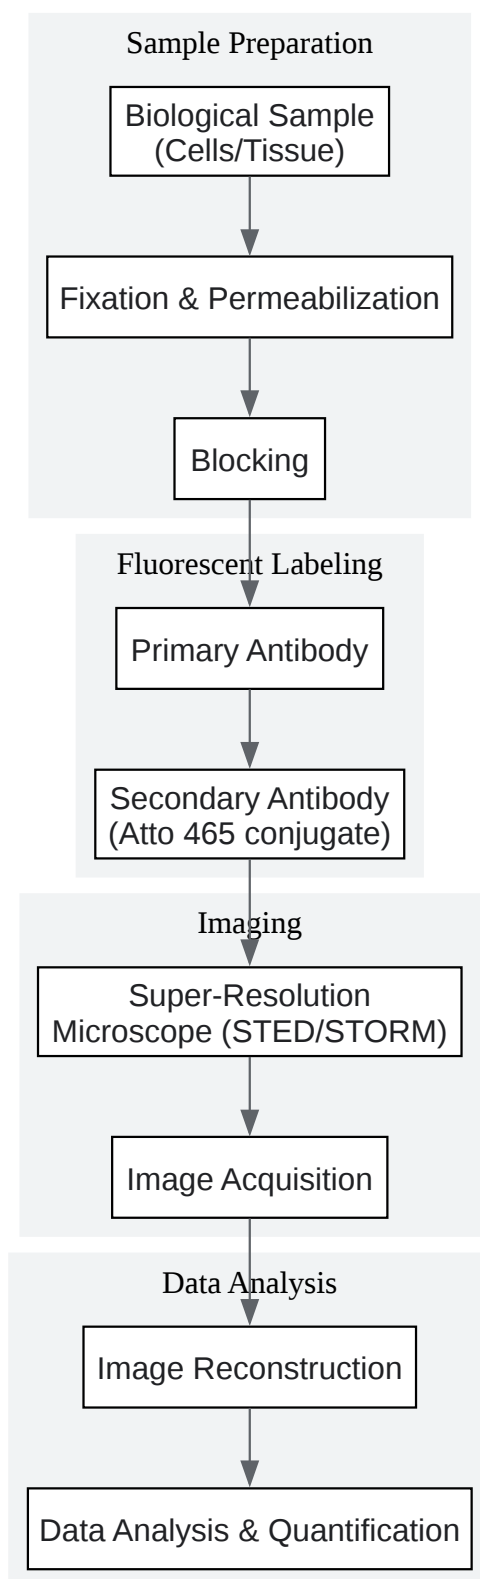 Sample Preparation
Biological Sample
(Cells/Tissue)
Fixation & Permeabilization
Blocking
Fluorescent Labeling
Primary Antibody
Secondary Antibody
(Atto 465 conjugate)
Imaging
Super-Resolution
Microscope (STED/STORM)
Image Acquisition
Data Analysis
Image Reconstruction
Data Analysis & Quantification